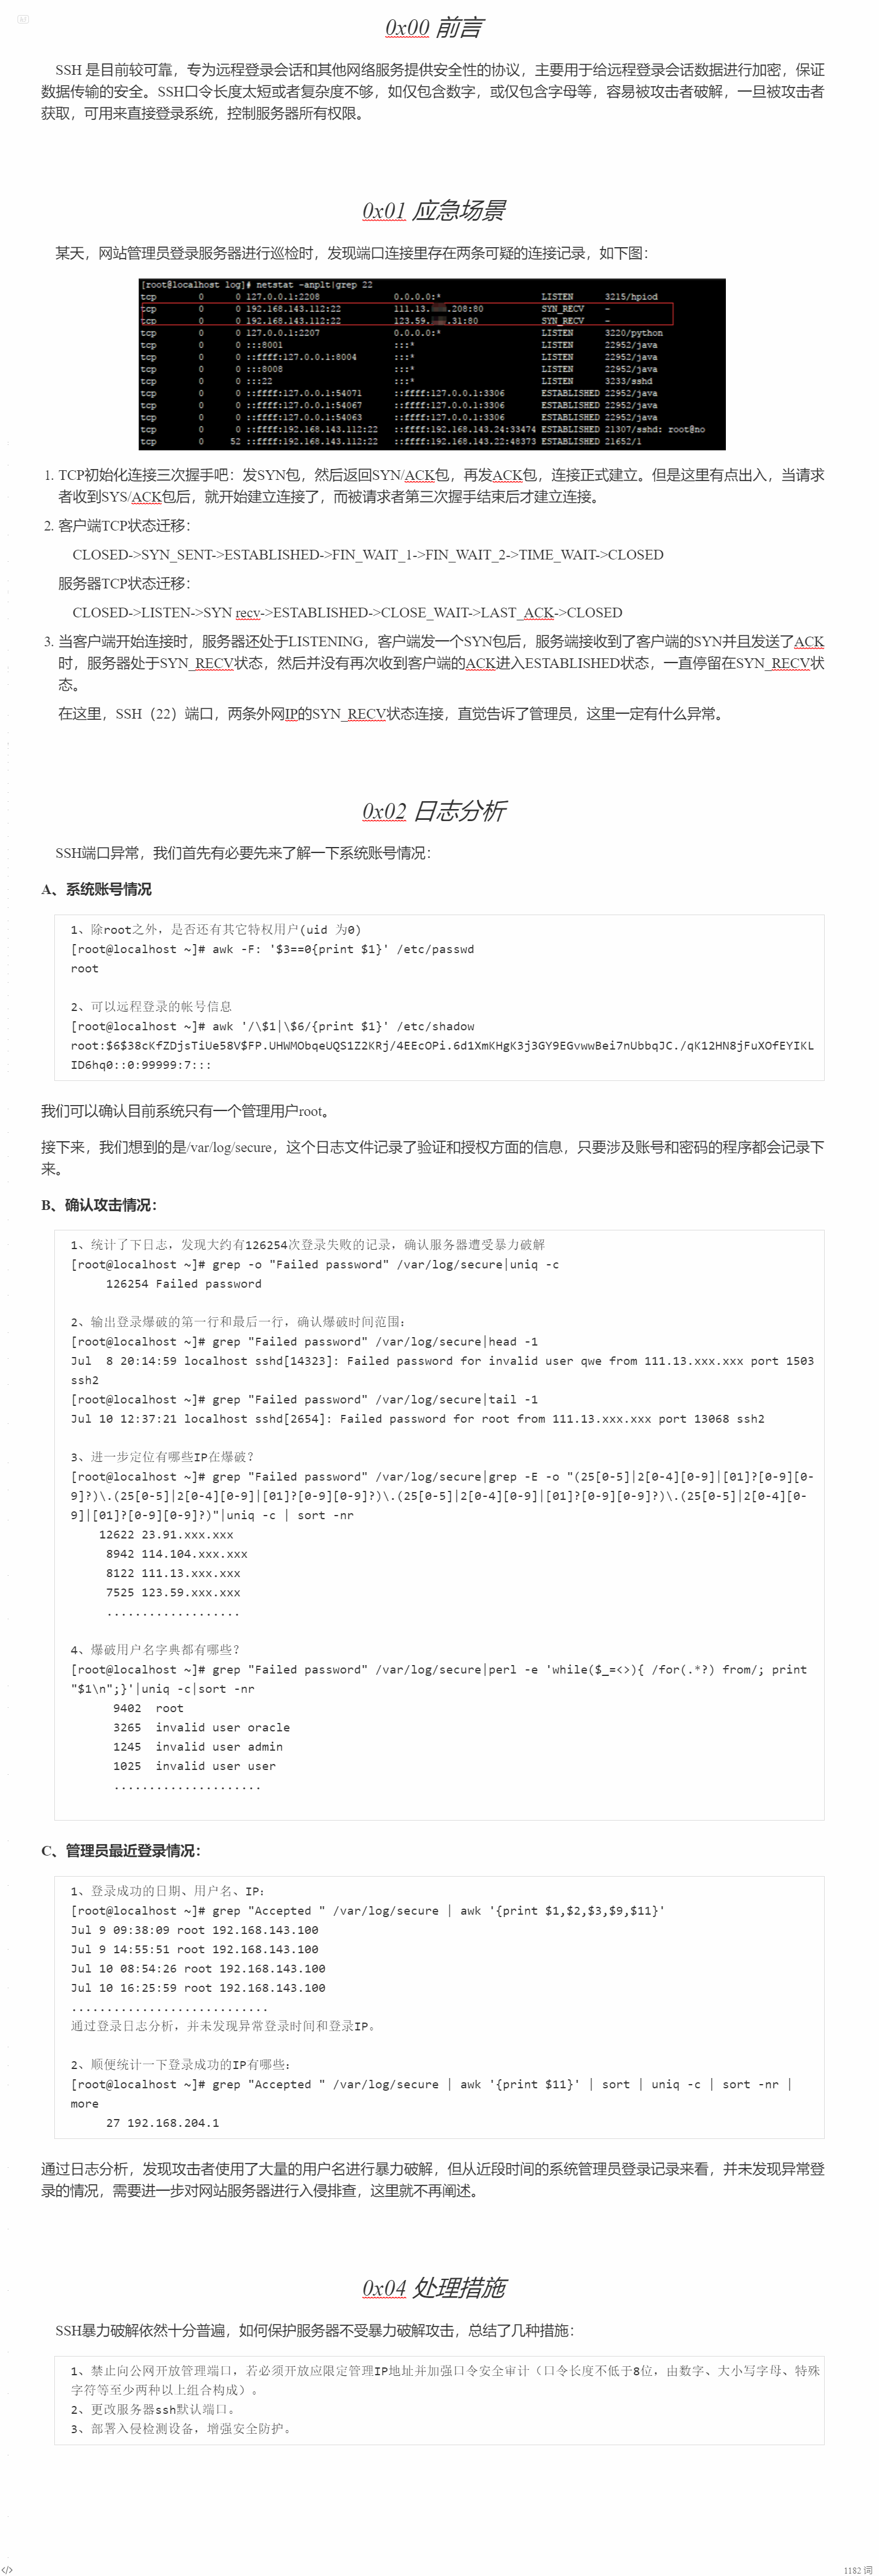 0x00 前言
SSH 是目前较可靠，专为远程登录会话和其他网络服务提供安全性的协议，主要用于给远程登录会话数据进行加密，保证
数据传输的安全。SSH口令长度太短或者复杂度不够，如仅包含数字，或仅包含字母等，容易被攻击者破解，一旦被攻击者
获取，可用来直接登录系统，控制服务器所有权限。
0x01 应急场景
某天，网站管理员登录服务器进行巡检时，发现端口连接里存在两条可疑的连接记录，如下图：
[root@localhost log]# netstat -anplt|grep 22
tcp 0 0 127.0.0.1:2208 0.0.0.0:* LISTEN 3215/hpiod
tcp 0 0 192.168.143.112:22 111.13. .208:80 SYN_RECV -
tcp 0 0 192.168.143.112:22 123.59. .31:80 SYN_RECV -
tcp 0 0 127.0.0.1:2207 0.0.0.0:* LISTEN 3220/python
tcp 0 0 :::8001 :::* LISTEN 22952/java
tcp 0 0 ::ffff:127.0.0.1:8004 :::* LISTEN 22952/java
tcp 0 0 :::8008 :::* LISTEN 22952/java
tcp 0 0 :::22 :::* LISTEN 3233/sshd
tcp 0 0 ::ffff:127.0.0.1:54071 ::ffff:127.0.0.1:3306 ESTABLISHED 22952/java
tcp 0 0 ::ffff:127.0.0.1:54067 ::ffff:127.0.0.1:3306 ESTABLISHED 22952/java
tcp 0 0 ::ffff:127.0.0.1:54063 ::ffff:127.0.0.1:3306 ESTABLISHED 22952/java
tcp 0 0 ::ffff:192.168.143.112:22 ::ffff:192.168.143.24:33474 ESTABLISHED 21307/sshd: root@no
tcp 0 52 ::ffff:192.168.143.112:22 ::ffff:192.168.143.22:48373 ESTABLISHED 21652/1
1. TCP初始化连接三次握手吧：发SYN包，然后返回SYN/ACK包，再发ACK包，连接正式建立。但是这里有点出入，当请求
者收到SYS/ACK包后，就开始建立连接了，而被请求者第三次握手结束后才建立连接。
2. 客户端TCP状态迁移：
CLOSED->SYN_SENT->ESTABLISHED->FIN_WAIT_1->FIN_WAIT_2->TIME_WAIT->CLOSED
服务器TCP状态迁移：
CLOSED->LISTEN->SYN recv->ESTABLISHED->CLOSE_WAIT->LAST_ACK->CLOSED
3. 当客户端开始连接时，服务器还处于LISTENING，客户端发一个SYN包后，服务端接收到了客户端的SYN并且发送了ACK
时，服务器处于SYN_RECV状态，然后并没有再次收到客户端的ACK进入ESTABLISHED状态，一直停留在SYN_RECV状
态。
在这里，SSH（22）端口，两条外网IP的SYN_RECV状态连接，直觉告诉了管理员，这里一定有什么异常。
0x02 日志分析
SSH端口异常，我们首先有必要先来了解一下系统账号情况：
A、系统账号情况
1、除root之外，是否还有其它特权用户(uid 为0)
[root@localhost ~]# awk -F: '$3==0{print $1}' /etc/passwd
root
2、可以远程登录的帐号信息
[root@localhost ~]# awk '/\$1|\$6/{print $1}' /etc/shadow
root:$6$38cKfZDjsTiUe58V$FP.UHWMObqeUQS1Z2KRj/4EEcOPi.6d1XmKHgK3j3GY9EGvwwBei7nUbbqJC./qK12HN8jFuXOfEYIKL
ID6hq0::0:99999:7:::
我们可以确认目前系统只有一个管理用户root。
接下来，我们想到的是/var/log/secure，这个日志文件记录了验证和授权方面的信息，只要涉及账号和密码的程序都会记录下
来。
B、确认攻击情况：
1、统计了下日志，发现大约有126254次登录失败的记录，确认服务器遭受暴力破解
[root@localhost ~]# grep -o "Failed password" /var/log/secure|uniq -c
126254 Failed password
2、输出登录爆破的第一行和最后一行，确认爆破时间范围：
[root@localhost ~]# grep "Failed password" /var/log/secure|head -1
Jul  8 20:14:59 localhost sshd[14323]: Failed password for invalid user qwe from 111.13.xxx.xxx port 1503
ssh2
[root@localhost ~]# grep "Failed password" /var/log/secure|tail -1
Jul 10 12:37:21 localhost sshd[2654]: Failed password for root from 111.13.xxx.xxx port 13068 ssh2
3、进一步定位有哪些IP在爆破？
[root@localhost ~]# grep "Failed password" /var/log/secure|grep -E -o "(25[0-5]|2[0-4][0-9]|[01]?[0-9][0-
9]?)\.(25[0-5]|2[0-4][0-9]|[01]?[0-9][0-9]?)\.(25[0-5]|2[0-4][0-9]|[01]?[0-9][0-9]?)\.(25[0-5]|2[0-4][0-
9]|[01]?[0-9][0-9]?)"|uniq -c | sort -nr
12622 23.91.xxx.xxx
8942 114.104.xxx.xxx
8122 111.13.xxx.xxx
7525 123.59.xxx.xxx
...................
4、爆破用户名字典都有哪些？
[root@localhost ~]# grep "Failed password" /var/log/secure|perl -e 'while($_=<>){ /for(.*?) from/; print
"$1\n";}'|uniq -c|sort -nr
9402  root
3265  invalid user oracle
1245  invalid user admin
1025  invalid user user
.....................
C、管理员最近登录情况：
1、登录成功的日期、用户名、IP：
[root@localhost ~]# grep "Accepted " /var/log/secure | awk '{print $1,$2,$3,$9,$11}'
Jul 9 09:38:09 root 192.168.143.100
Jul 9 14:55:51 root 192.168.143.100
Jul 10 08:54:26 root 192.168.143.100
Jul 10 16:25:59 root 192.168.143.100
............................
通过登录日志分析，并未发现异常登录时间和登录IP。
2、顺便统计一下登录成功的IP有哪些：
[root@localhost ~]# grep "Accepted " /var/log/secure | awk '{print $11}' | sort | uniq -c | sort -nr |
more
27 192.168.204.1
通过日志分析，发现攻击者使用了大量的用户名进行暴力破解，但从近段时间的系统管理员登录记录来看，并未发现异常登
录的情况，需要进一步对网站服务器进行入侵排查，这里就不再阐述。
0x04 处理措施
SSH暴力破解依然十分普遍，如何保护服务器不受暴力破解攻击，总结了几种措施：
1、禁止向公网开放管理端口，若必须开放应限定管理IP地址并加强口令安全审计（口令长度不低于8位，由数字、大小写字母、特殊
字符等至少两种以上组合构成）。
2、更改服务器ssh默认端口。
3、部署入侵检测设备，增强安全防护。
</> 1182 词